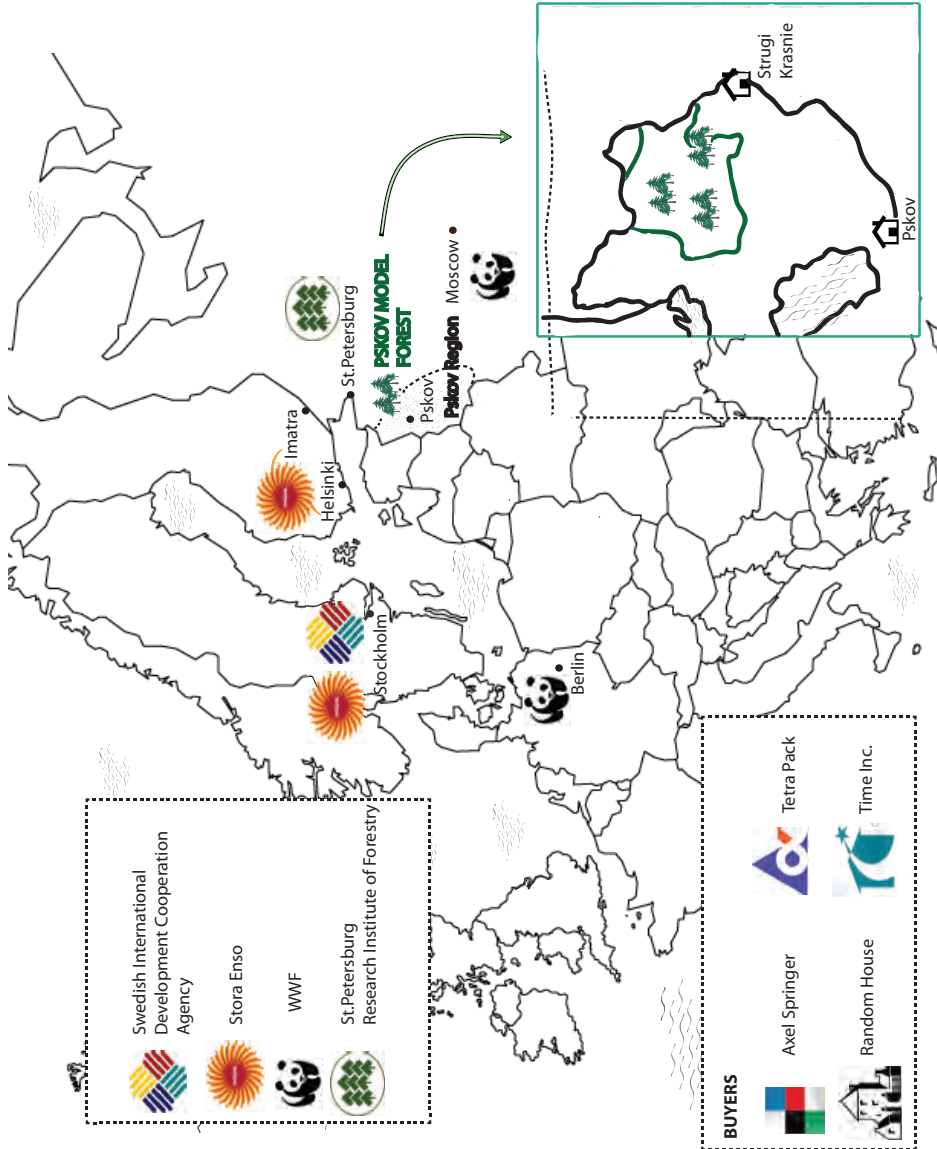 Swedish International
Development Cooperation
Agency
Stora Enso
WWF
St.Petersburg
Research Institute of Forestry
BUYERS
Axel Springer
Tetra Pack
Random House
Time Inc.
Stockholm
Helsinki
Imatra
St.Petersburg
PSKOV MODEL
FOREST
Pskov
Pskov Region
Moscow
Berlin
Strugi
Krasnie
Pskov